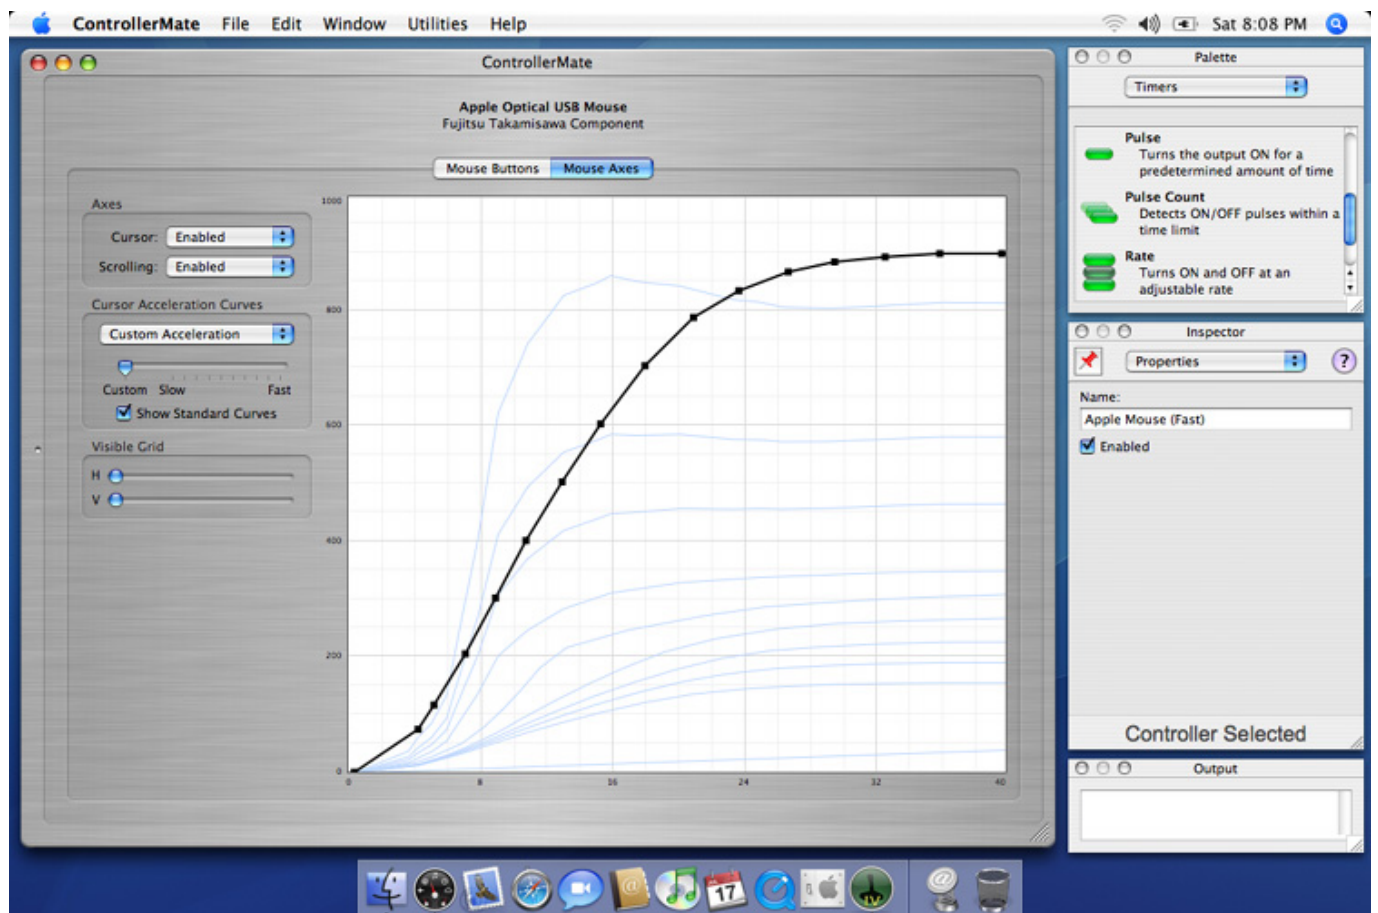 ControllerMate File Edit Window Utilities Help
Sat 8:08 PM
ControllerMate
Apple Optical USB Mouse
Fujitsu Takamisawa Component
Mouse Buttons Mouse Axes
Axes
Cursor: Enabled
Scrolling: Enabled
Cursor Acceleration Curves
Custom Acceleration
Custom Slow Fast
Show Standard Curves
Visible Grid
H
V
1000
800
600
400
200
0
0 8 16 24 32 40
Palette
Timers
Pulse
Turns the output ON for a
predetermined amount of time
Pulse Count
Detects ON/OFF pulses within a
time limit
Rate
Turns ON and OFF at an
adjustable rate
Inspector
Properties
?
Name:
Apple Mouse (Fast)
Enabled
Controller Selected
Output
17